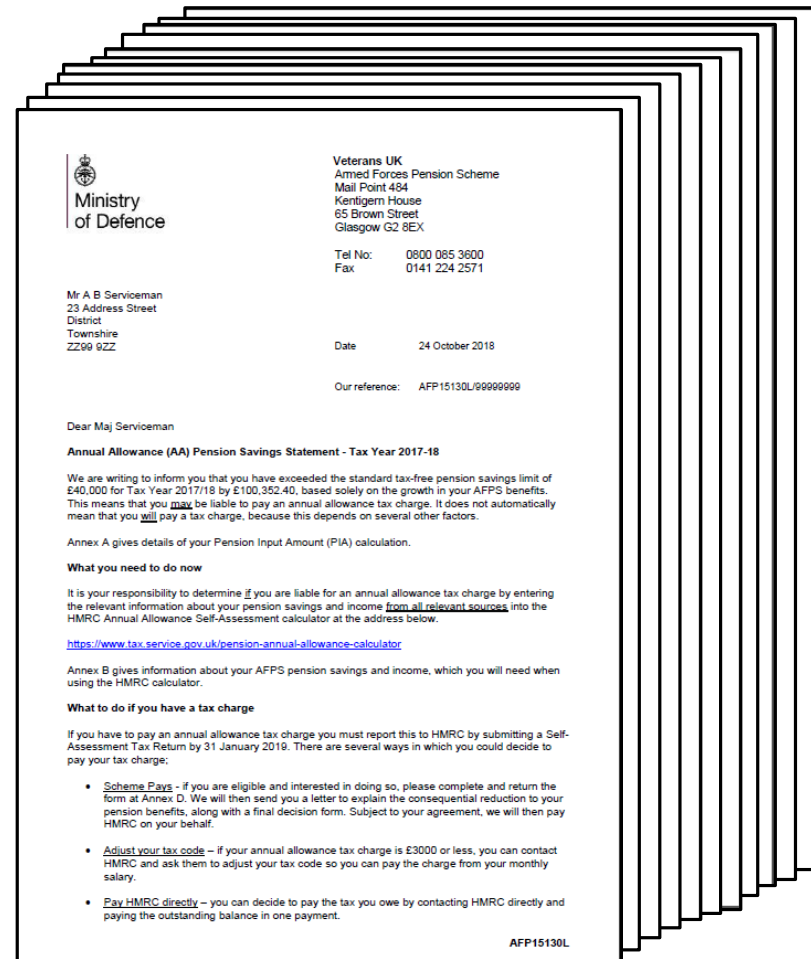 Ministry
of Defence
Veterans UK
Armed Forces Pension Scheme
Mail Point 484
Kentigern House
65 Brown Street
Glasgow G2 8EX
Tel No: 0800 085 3600
Fax 0141 224 2571
Mr A B Serviceman
23 Address Street
District
Townshire
ZZ99 9ZZ
Date 24 October 2018
Our reference: AFP15130L/99999999
Dear Maj Serviceman
Annual Allowance (AA) Pension Savings Statement - Tax Year 2017-18
We are writing to inform you that you have exceeded the standard tax-free pension savings limit of
£40,000 for Tax Year 2017/18 by £100,352.40, based solely on the growth in your AFPS benefits.
This means that you may be liable to pay an annual allowance tax charge. It does not automatically
mean that you will pay a tax charge, because this depends on several other factors.
Annex A gives details of your Pension Input Amount (PIA) calculation.
What you need to do now
It is your responsibility to determine if you are liable for an annual allowance tax charge by entering
the relevant information about your pension savings and income from all relevant sources into the
HMRC Annual Allowance Self-Assessment calculator at the address below.
https://www.tax.service.gov.uk/pension-annual-allowance-calculator
Annex B gives information about your AFPS pension savings and income, which you will need when
using the HMRC calculator.
What to do if you have a tax charge
If you have to pay an annual allowance tax charge you must report this to HMRC by submitting a Self-
Assessment Tax Return by 31 January 2019. There are several ways in which you could decide to
pay your tax charge;
• Scheme Pays - if you are eligible and interested in doing so, please complete and return the
form at Annex D. We will then send you a letter to explain the consequential reduction to your
pension benefits, along with a final decision form. Subject to your agreement, we will then pay
HMRC on your behalf.
• Adjust your tax code – if your annual allowance tax charge is £3000 or less, you can contact
HMRC and ask them to adjust your tax code so you can pay the charge from your monthly
salary.
• Pay HMRC directly – you can decide to pay the tax you owe by contacting HMRC directly and
paying the outstanding balance in one payment.
AFP15130L